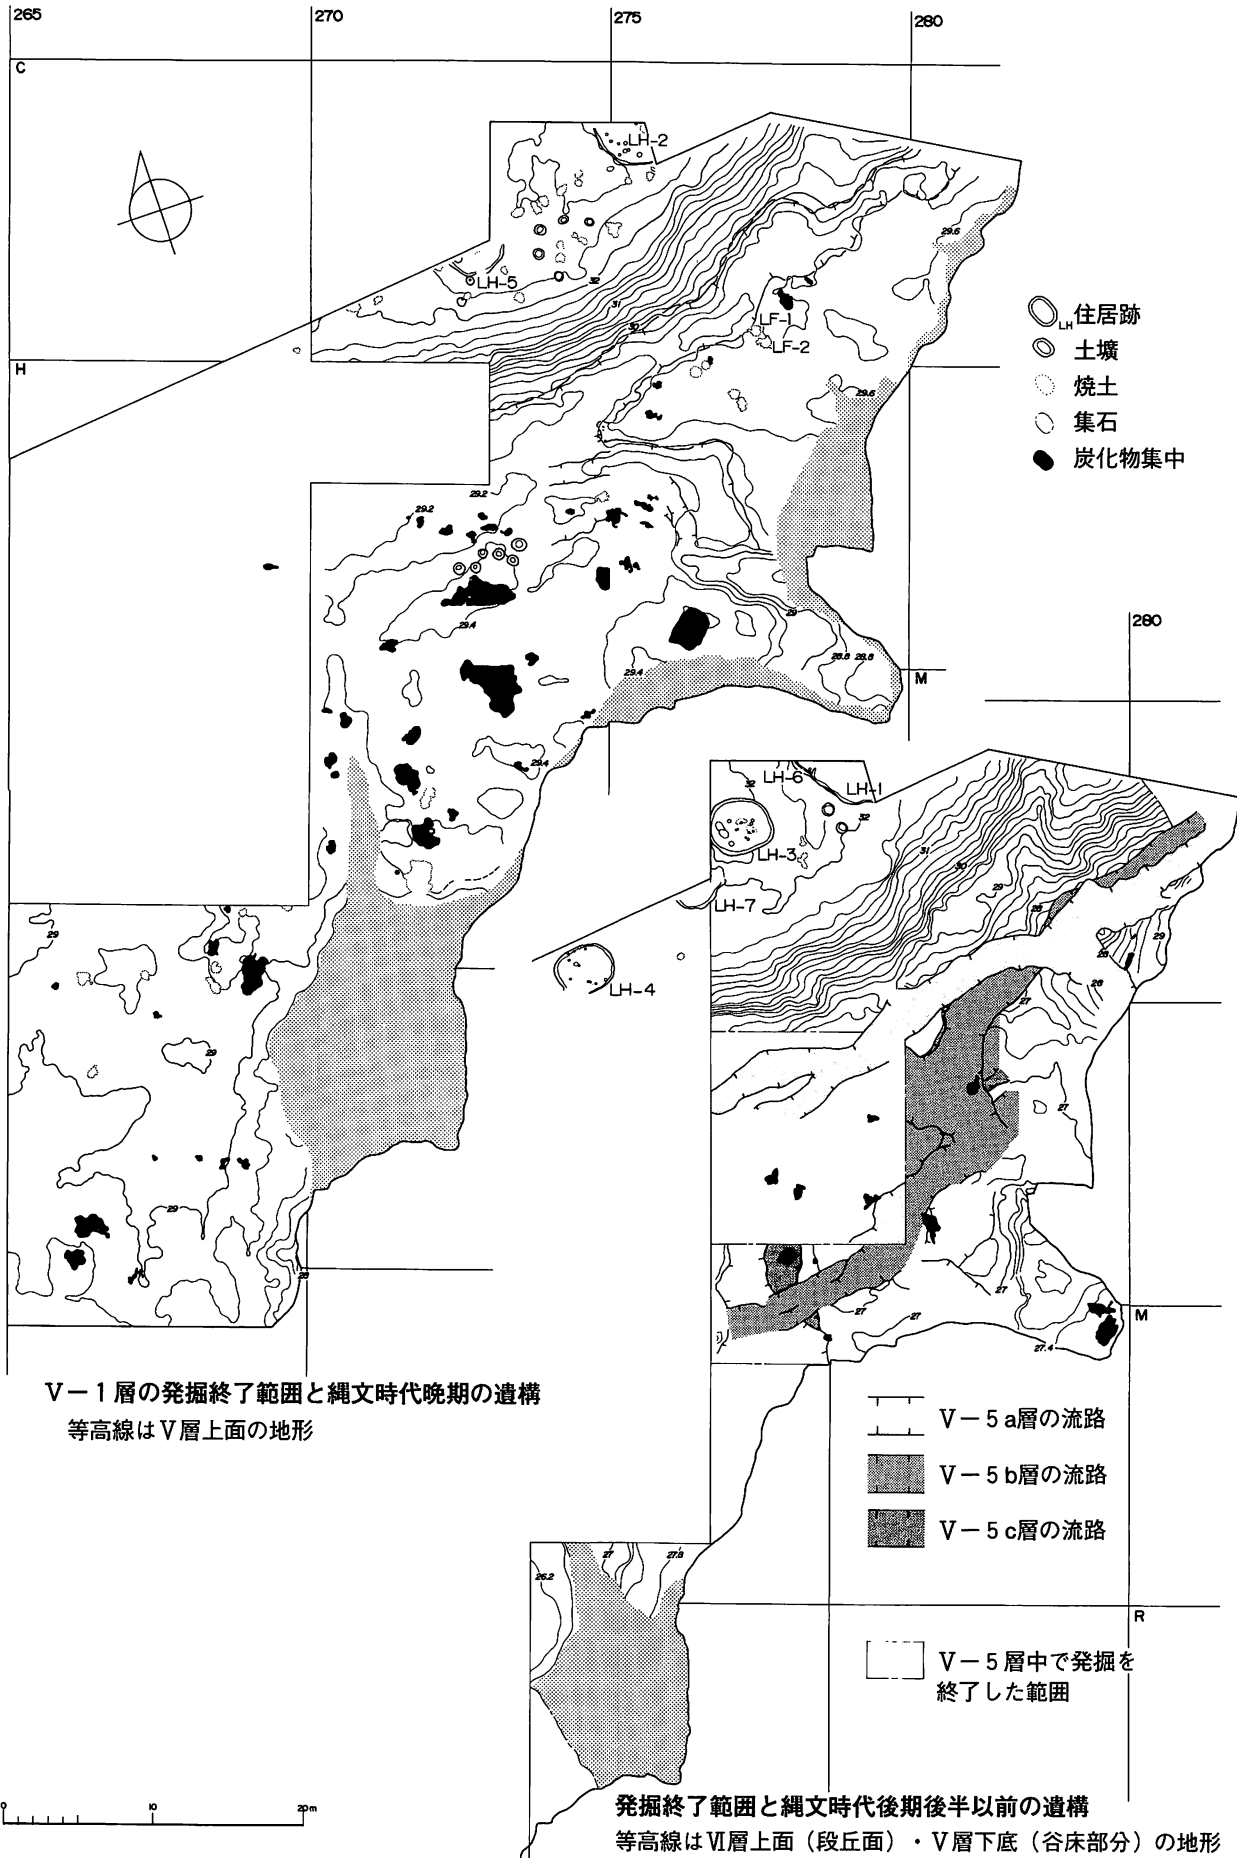 265
270
275
280
C
LH-2
29.6
LH-5
32
31
30
LF-1
LF-2
H
29.6
LH住居跡
土壙
焼土
集石
炭化物集中
29.2
29.2
29.4
29
28.8
28.8
29.4
M
29.4
280
LH-6
32
LH-1
32
LH-3
LH-7
LH-4
31
30
29
28
28
29
28
27
27
29
29
29
28
27
27
27
27.4
M
V-1層の発掘終了範囲と縄文時代晩期の遺構
等高線はV層上面の地形
V-5a層の流路
V-5b層の流路
V-5c層の流路
26.2
27
27.8
R
V-5層中で発掘を
終了した範囲
0
10
20m
発掘終了範囲と縄文時代後期後半以前の遺構
等高線はⅥ層上面（段丘面）・V層下底（谷床部分）の地形